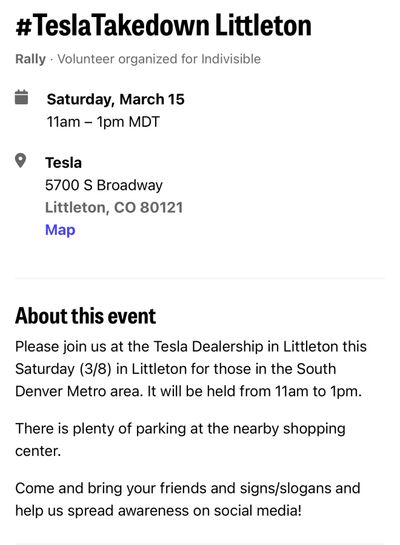 #TeslaTakedown Littleton
Rally · Volunteer organized for Indivisible
Saturday, March 15
11am – 1pm MDT
Tesla
5700 S Broadway
Littleton, CO 80121
Map
About this event
Please join us at the Tesla Dealership in Littleton this
Saturday (3/8) in Littleton for those in the South
Denver Metro area. It will be held from 11am to 1pm.
There is plenty of parking at the nearby shopping
center.
Come and bring your friends and signs/slogans and
help us spread awareness on social media!